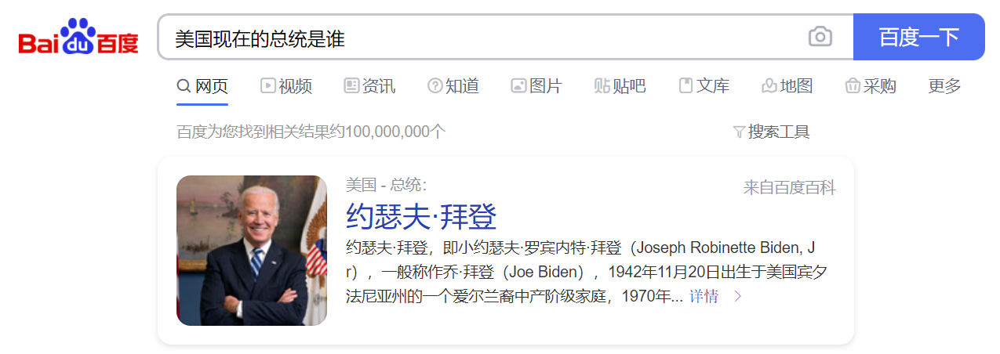 Bai du 百度
美国现在的总统是谁
百度一下
网页 视频 资讯 知道 图片 贴吧 文库 地图 采购 更多
百度为您找到相关结果约100,000,000个
搜索工具
美国 - 总统:
来自百度百科
约瑟夫·拜登
约瑟夫·拜登，即小约瑟夫·罗宾内特·拜登（Joseph Robinette Biden, J
r），一般称作乔·拜登（Joe Biden），1942年11月20日出生于美国宾夕
法尼亚州的一个爱尔兰裔中产阶级家庭，1970年... 详情 >